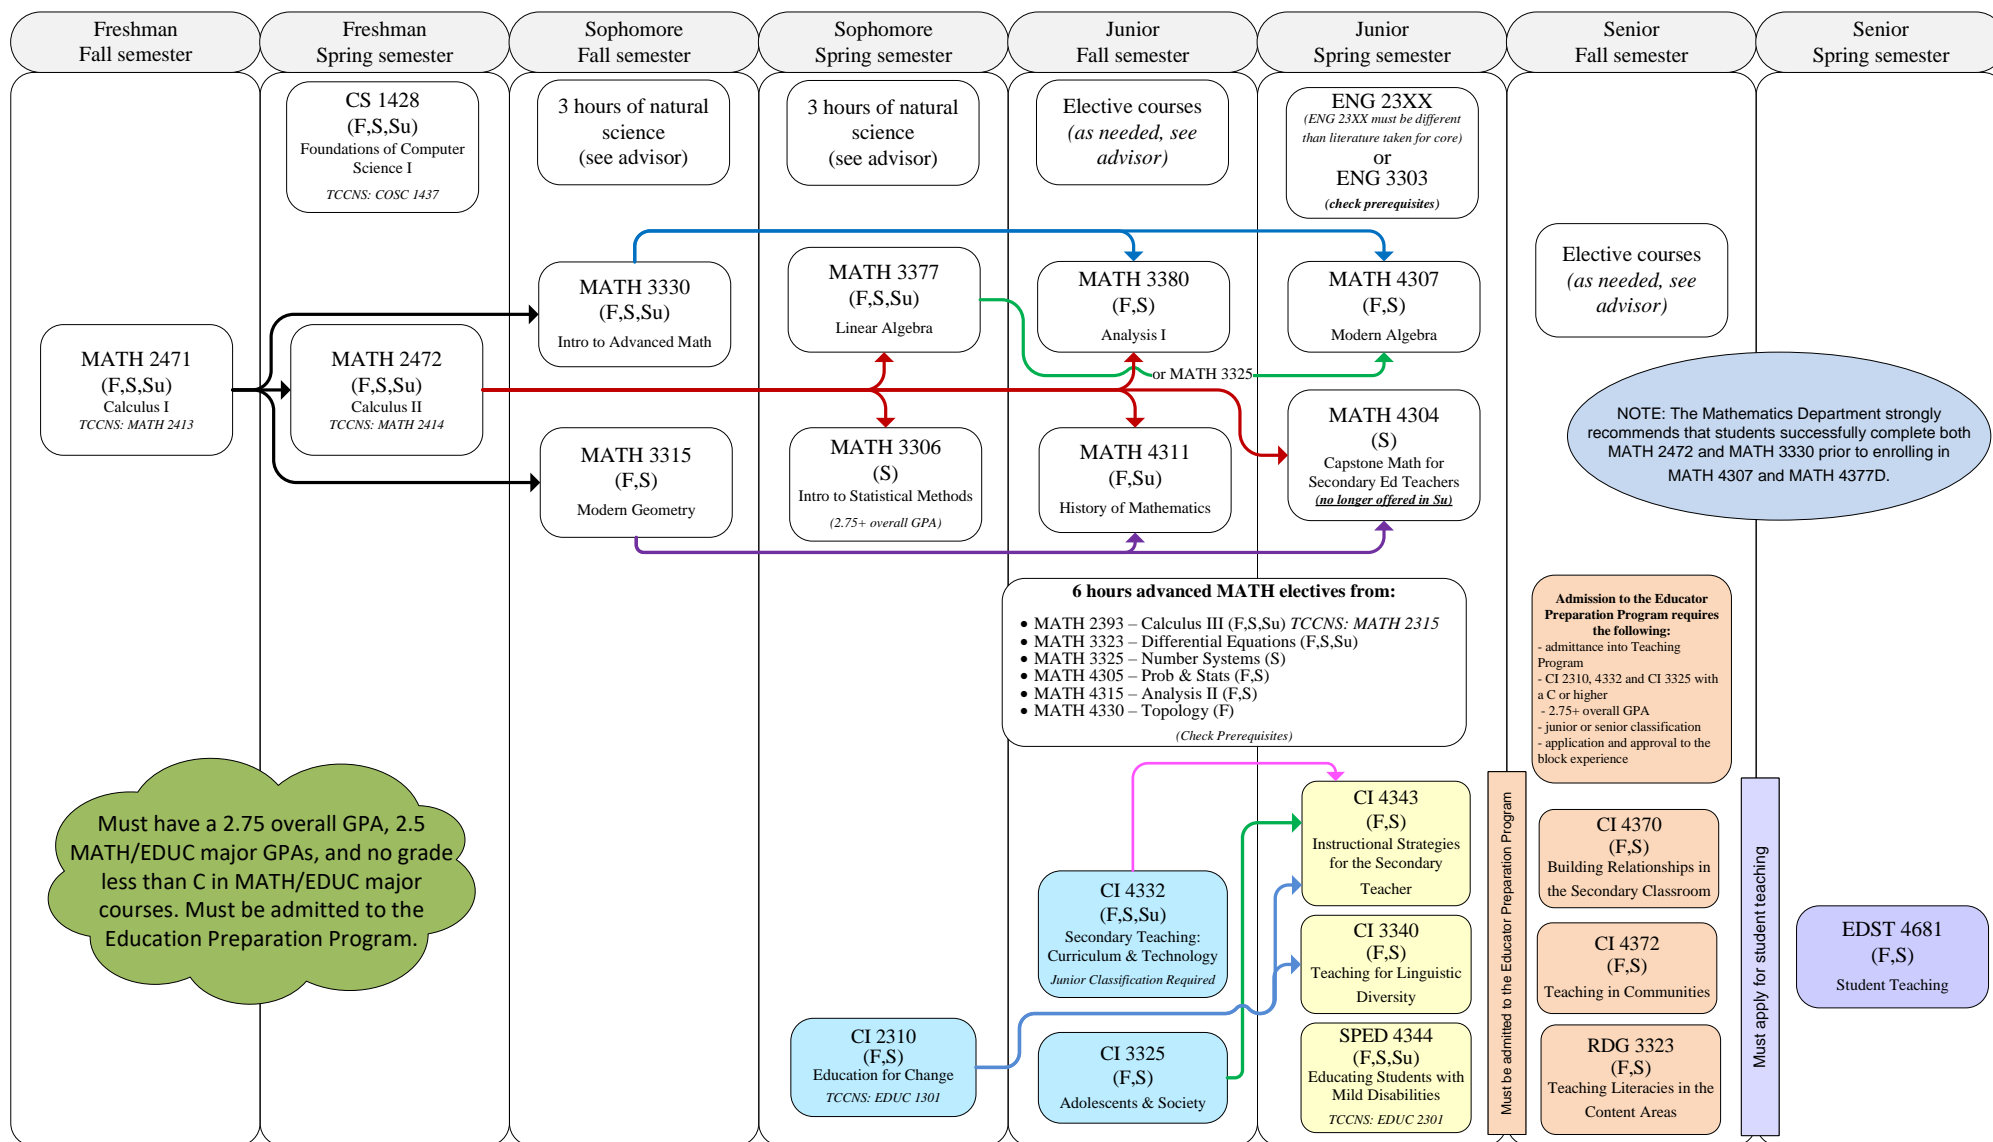 Freshman
Fall semester
Freshman
Spring semester
Sophomore
Fall semester
Sophomore
Spring semester
Junior
Fall semester
Junior
Spring semester
Senior
Fall semester
Senior
Spring semester
CS 1428
(F,S,Su)
Foundations of Computer
Science I
TCCNS: COSC 1437
3 hours of natural
science
(see advisor)
3 hours of natural
science
(see advisor)
Elective courses
(as needed, see
advisor)
ENG 23XX
(ENG 23XX must be different
than literature taken for core)
or
ENG 3303
(check prerequisites)
MATH 3330
(F,S,Su)
Intro to Advanced Math
MATH 3377
(F,S,Su)
Linear Algebra
MATH 3380
(F,S)
Analysis I
MATH 4307
(F,S)
Modern Algebra
Elective courses
(as needed, see
advisor)
MATH 2471
(F,S,Su)
Calculus I
TCCNS: MATH 2413
MATH 2472
(F,S,Su)
Calculus II
TCCNS: MATH 2414
or MATH 3325
MATH 3315
(F,S)
Modern Geometry
MATH 3306
(S)
Intro to Statistical Methods
(2.75+ overall GPA)
MATH 4311
(F,Su)
History of Mathematics
MATH 4304
(S)
Capstone Math for
Secondary Ed Teachers
(no longer offered in Su)
NOTE: The Mathematics Department strongly
recommends that students successfully complete both
MATH 2472 and MATH 3330 prior to enrolling in
MATH 4307 and MATH 4377D.
6 hours advanced MATH electives from:
• MATH 2393 – Calculus III (F,S,Su) TCCNS: MATH 2315
• MATH 3323 – Differential Equations (F,S,Su)
• MATH 3325 – Number Systems (S)
• MATH 4305 – Prob & Stats (F,S)
• MATH 4315 – Analysis II (F,S)
• MATH 4330 – Topology (F)
(Check Prerequisites)
Admission to the Educator
Preparation Program requires
the following:
- admittance into Teaching
Program
- CI 2310, 4332 and CI 3325 with
a C or higher
- 2.75+ overall GPA
- junior or senior classification
- application and approval to the
block experience
Must have a 2.75 overall GPA, 2.5
MATH/EDUC major GPAs, and no grade
less than C in MATH/EDUC major
courses. Must be admitted to the
Education Preparation Program.
CI 4332
(F,S,Su)
Secondary Teaching:
Curriculum & Technology
Junior Classification Required
CI 2310
(F,S)
Education for Change
TCCNS: EDUC 1301
CI 3325
(F,S)
Adolescents & Society
CI 4343
(F,S)
Instructional Strategies
for the Secondary
Teacher
CI 3340
(F,S)
Teaching for Linguistic
Diversity
SPED 4344
(F,S,Su)
Educating Students with
Mild Disabilities
TCCNS: EDUC 2301
Must be admitted to the Educator Preparation Program
CI 4370
(F,S)
Building Relationships in
the Secondary Classroom
CI 4372
(F,S)
Teaching in Communities
RDG 3323
(F,S)
Teaching Literacies in the
Content Areas
Must apply for student teaching
EDST 4681
(F,S)
Student Teaching